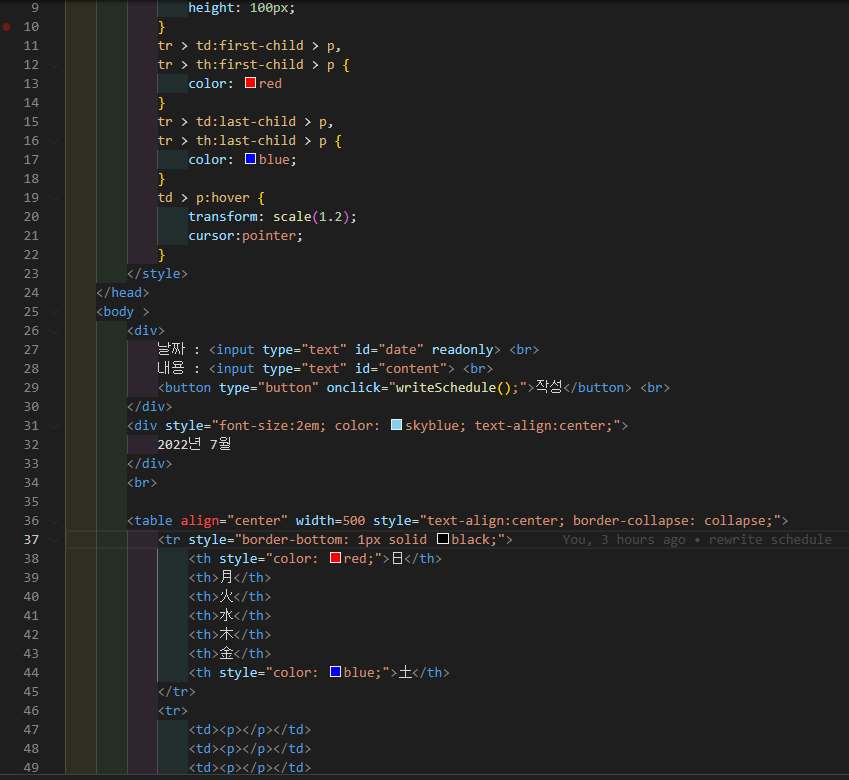 9 height: 100px;
10 }
11 tr > td:first-child > p,
12 tr > th:first-child > p {
13 color: red
14 }
15 tr > td:last-child > p,
16 tr > th:last-child > p {
17 color: blue;
18 }
19 td > p:hover {
20 transform: scale(1.2);
21 cursor:pointer;
22 }
23 </style>
24 </head>
25 <body >
26 <div>
27 날짜 : <input type="text" id="date" readonly> <br>
28 내용 : <input type="text" id="content"> <br>
29 <button type="button" onclick="writeSchedule();">작성</button> <br>
30 </div>
31 <div style="font-size:2em; color: skyblue; text-align:center;">
32 2022년 7월
33 </div>
34 <br>
35
36 <table align="center" width=500 style="text-align:center; border-collapse: collapse;">
37 <tr style="border-bottom: 1px solid black;"> You, 3 hours ago • rewrite schedule
38 <th style="color: red;">日</th>
39 <th>月</th>
40 <th>火</th>
41 <th>水</th>
42 <th>木</th>
43 <th>金</th>
44 <th style="color: blue;">土</th>
45 </tr>
46 <tr>
47 <td><p></p></td>
48 <td><p></p></td>
49 <td><p></p></td>